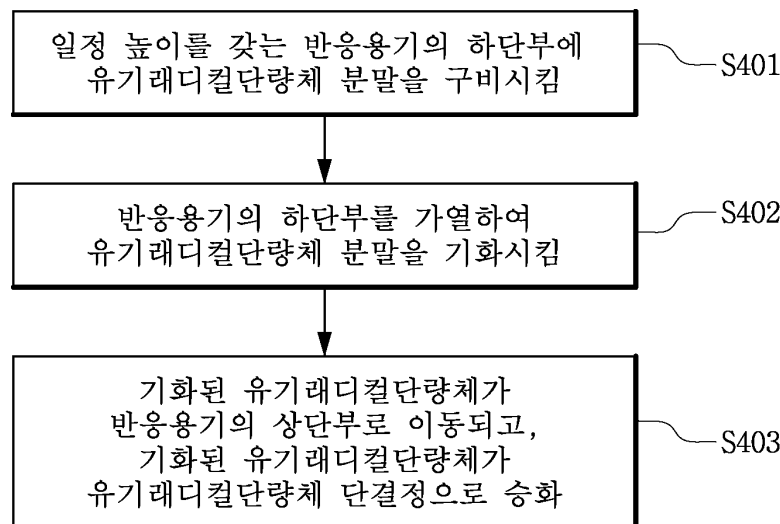 일정 높이를 갖는 반응용기의 하단부에
유기래디컬단량체 분말을 구비시킴
S401
반응용기의 하단부를 가열하여
유기래디컬단량체 분말을 기화시킴
S402
기화된 유기래디컬단량체가
반응용기의 상단부로 이동되고,
기화된 유기래디컬단량체가
유기래디컬단량체 단결정으로 승화
S403